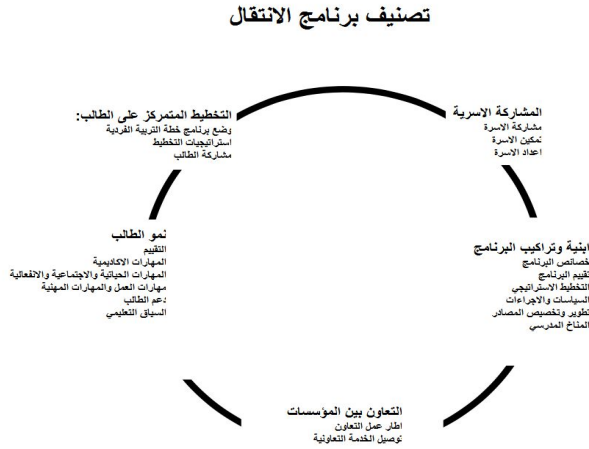 تصنيف برنامج الانتقال
المشاركة الاسرية
مشاركة الاسرة
تمكين الاسرة
اعداد الاسرة
التخطيط المتمركز على الطالب:
وضع برنامج خطة التربية الفردية
استراتيجيات التخطيط
مشاركة الطالب
ابنية وتراكيب البرنامج
خصائص البرنامج
تقييم البرنامج
التخطيط الاستراتيجي
السياسات والاجراءات
تطوير وتخصيص المصادر
المناخ المدرسي
نمو الطالب
التقييم
المهارات الاكاديمية
المهارات الحياتية والاجتماعية والانفعالية
مهارات العمل والمهارات المهنية
دعم الطالب
السياق التعليمي
التعاون بين المؤسسات
اطار عمل التعاون
توصيل الخدمة التعاونية